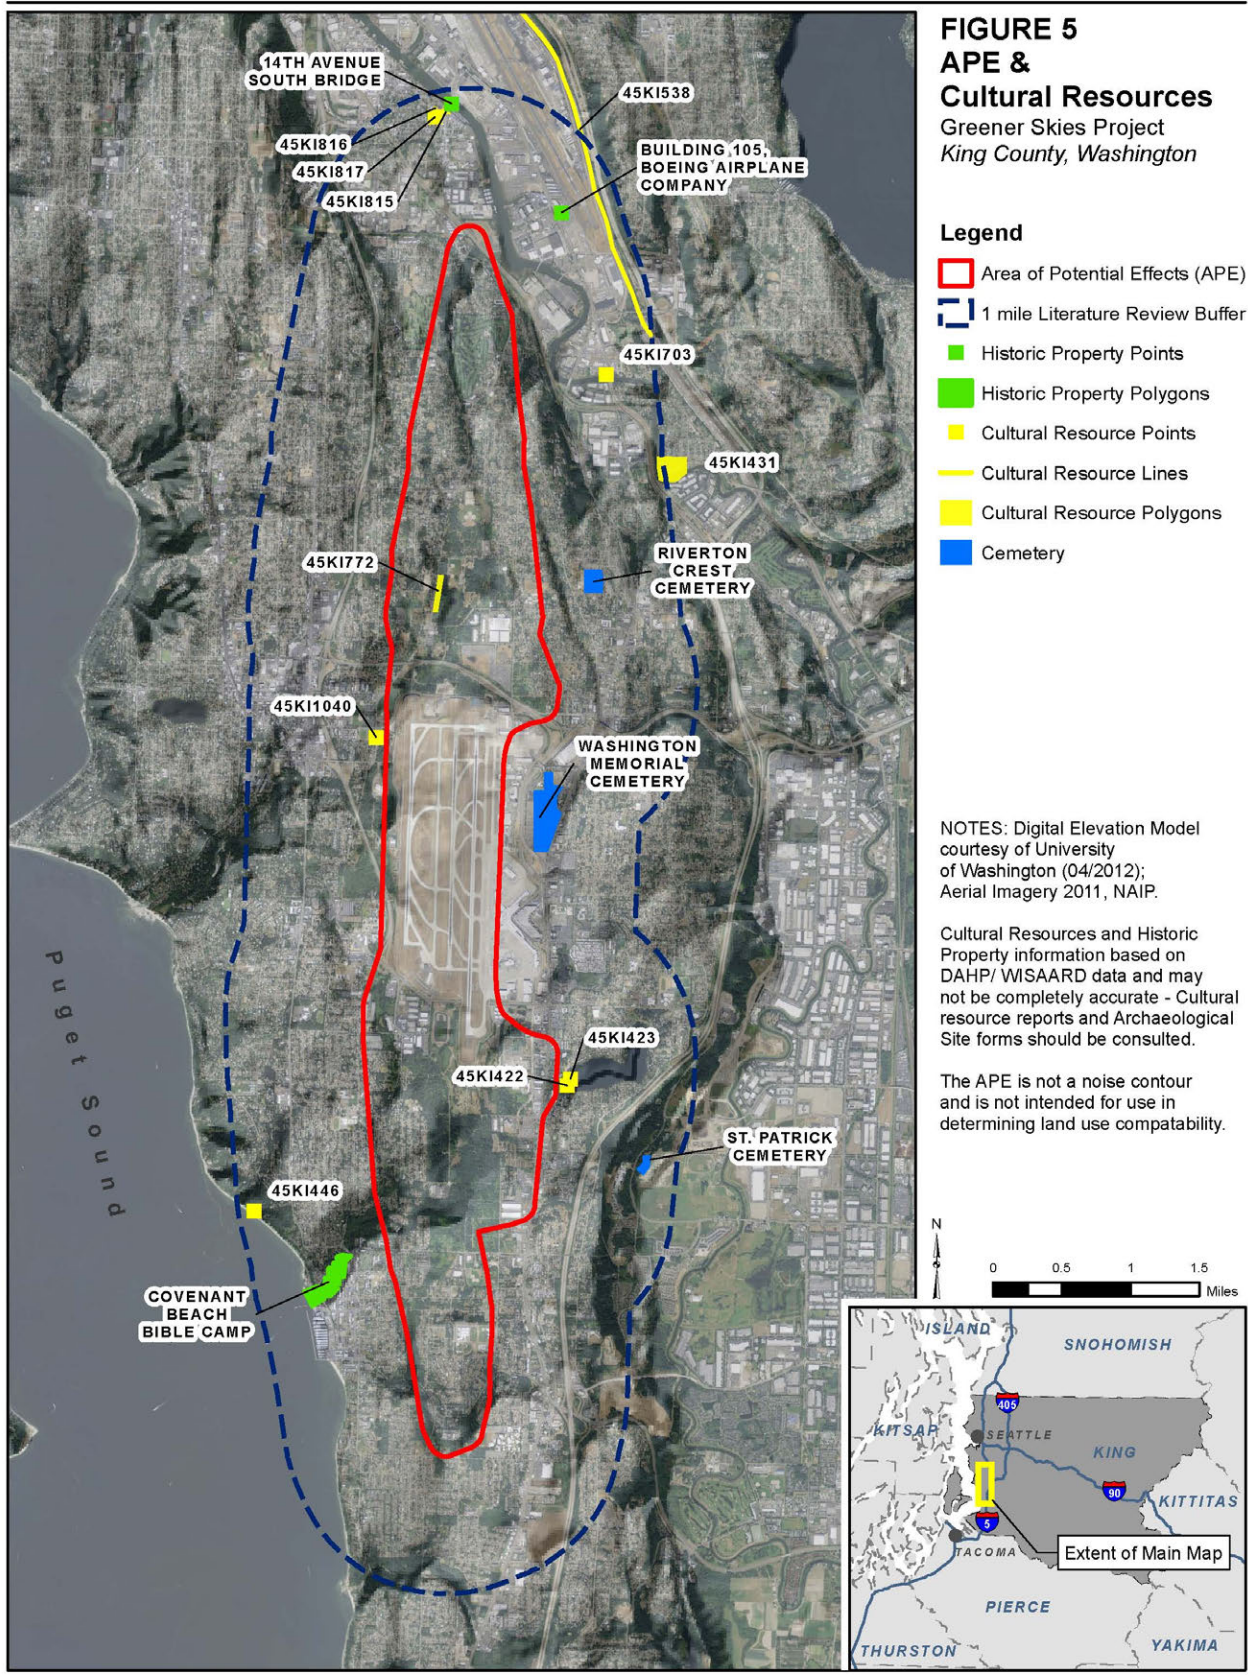 FIGURE 5
APE &
Cultural Resources
Greener Skies Project
King County, Washington
Legend
Area of Potential Effects (APE)
1 mile Literature Review Buffer
Historic Property Points
Historic Property Polygons
Cultural Resource Points
Cultural Resource Lines
Cultural Resource Polygons
Cemetery
NOTES: Digital Elevation Model
courtesy of University
of Washington (04/2012);
Aerial Imagery 2011, NAIP.
Cultural Resources and Historic
Property information based on
DAHP/ WISAARD data and may
not be completely accurate - Cultural
resource reports and Archaeological
Site forms should be consulted.
The APE is not a noise contour
and is not intended for use in
determining land use compatability.
14TH AVENUE
SOUTH BRIDGE
45KI538
45KI816
45KI817
45KI815
BUILDING 105,
BOEING AIRPLANE
COMPANY
45KI703
45KI431
45KI772
RIVERTON
CREST
CEMETERY
45KI1040
WASHINGTON
MEMORIAL
CEMETERY
Puget Sound
45KI423
45KI422
ST. PATRICK
CEMETERY
45KI446
COVENANT
BEACH
BIBLE CAMP
N
0 0.5 1 1.5
Miles
ISLAND
SNOHOMISH
405
KITSAP
SEATTLE
KING
90
KITTITAS
5
TACOMA
Extent of Main Map
PIERCE
THURSTON
YAKIMA